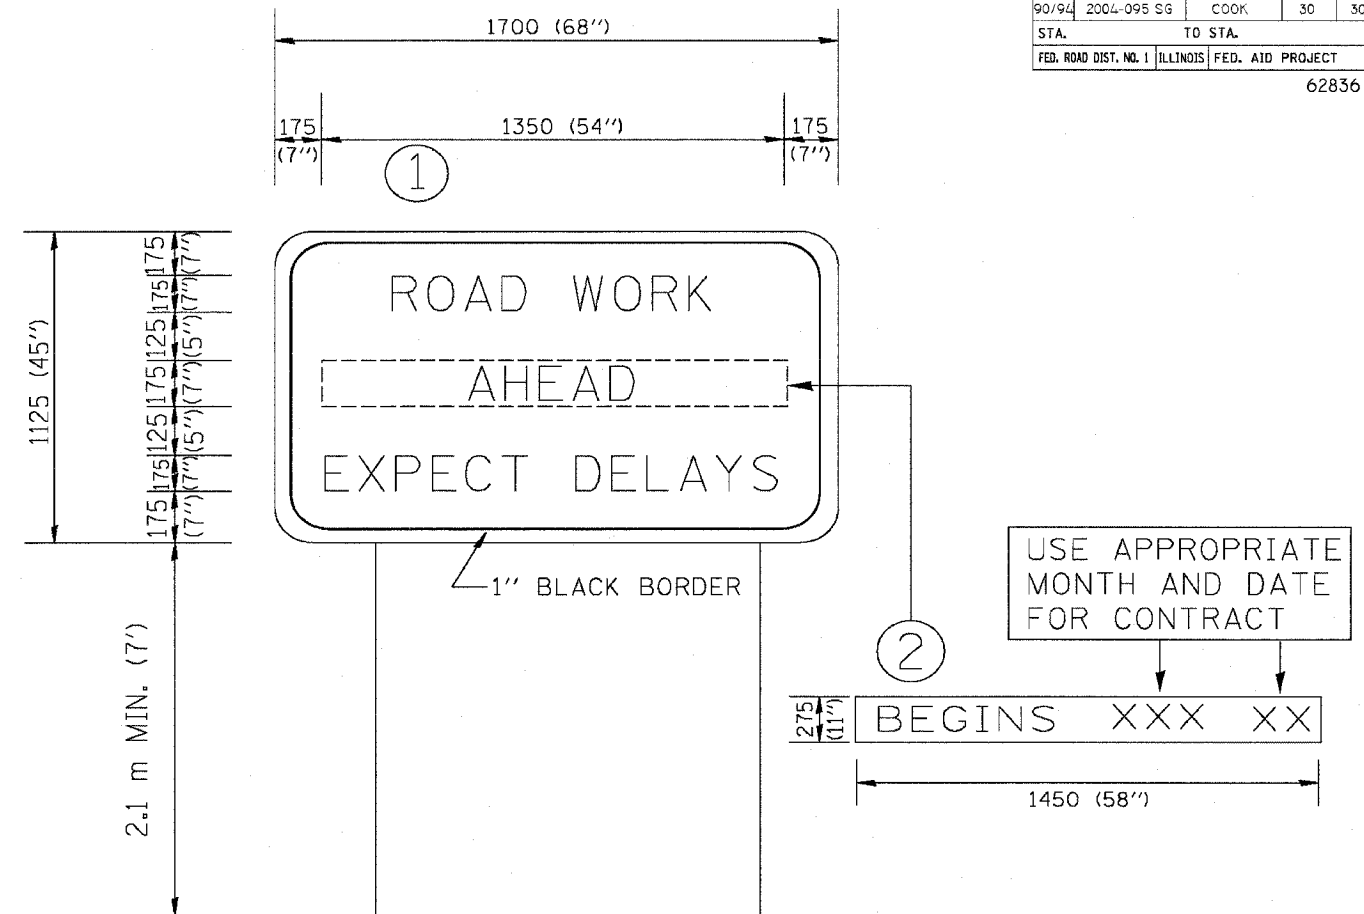 90/94 2004-095 SG COOK 30 30
STA. TO STA.
FED. ROAD DIST. NO. 1 ILLINOIS FED. AID PROJECT
62836
1700 (68")
175 (7")
1350 (54")
175 (7")
1
1125 (45")
175 (7")
175 (7")
125 (5")
175 (7")
125 (5")
175 (7")
175 (7")
ROAD WORK
AHEAD
EXPECT DELAYS
1" BLACK BORDER
2.1 m MIN. (7')
2
USE APPROPRIATE
MONTH AND DATE
FOR CONTRACT
275 (11")
BEGINS XXX XX
1450 (58")